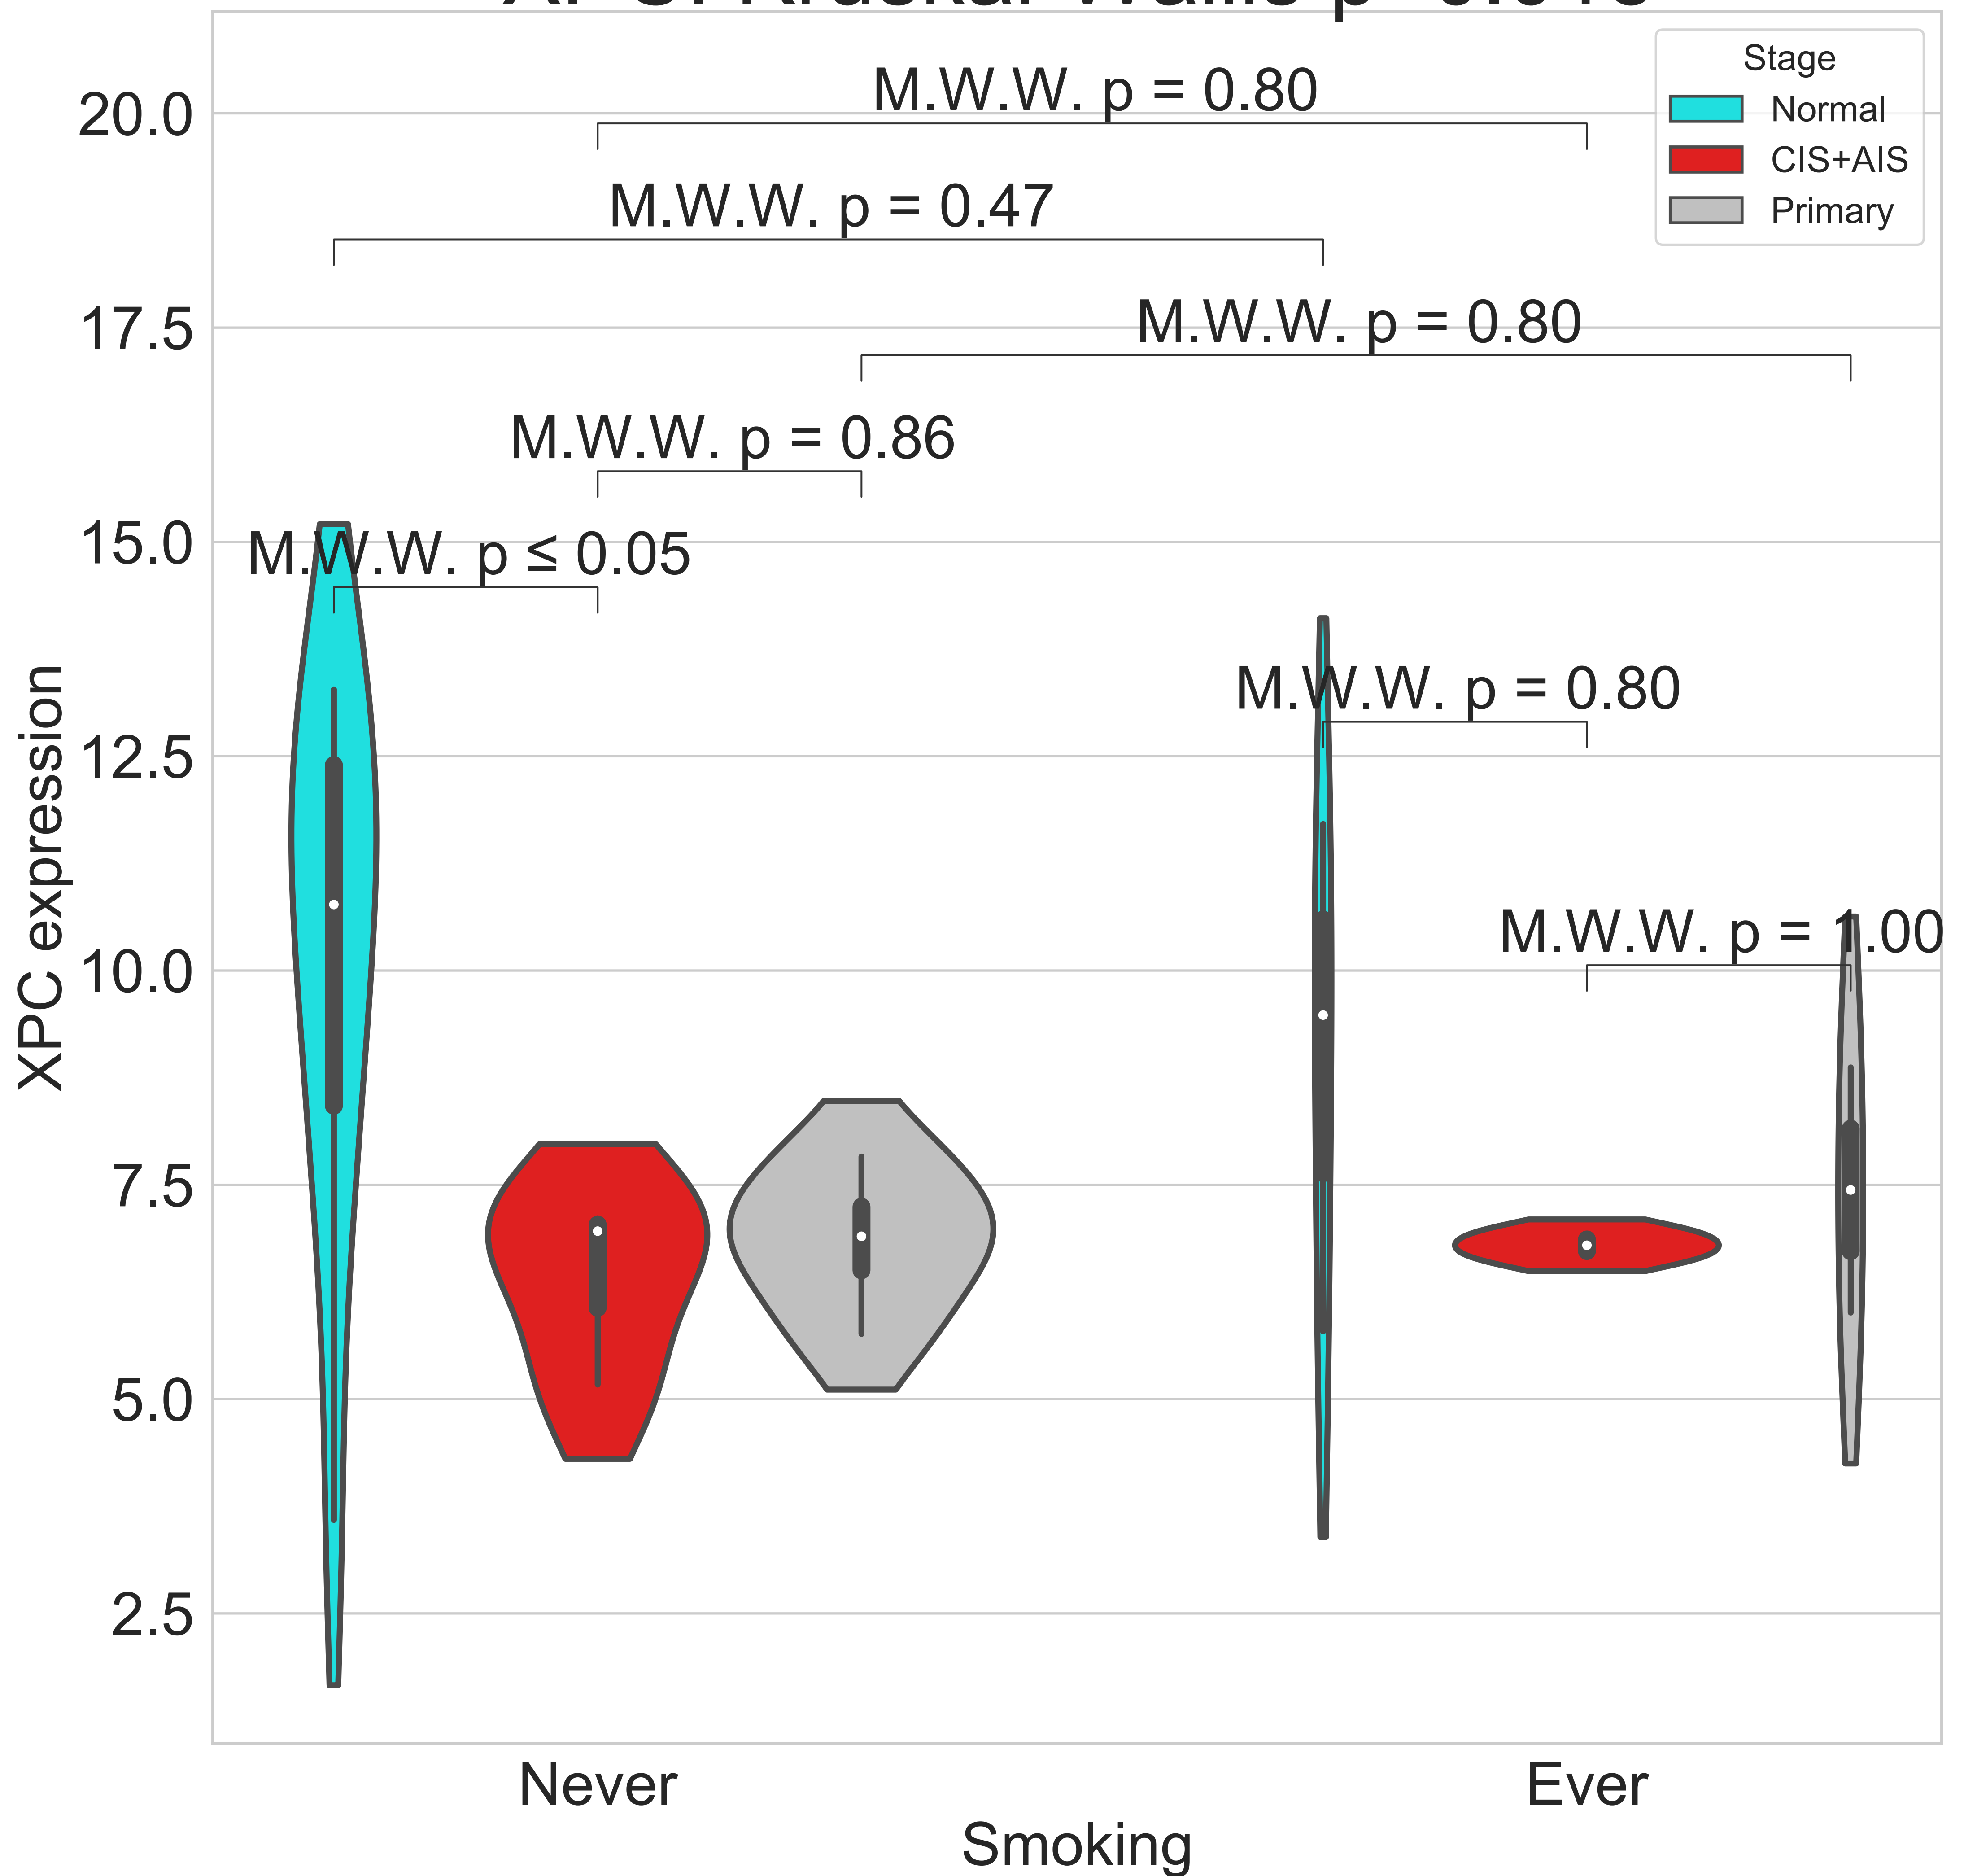 Stage
Normal
CIS+AIS
Primary
M.W.W. p = 0.80
M.W.W. p = 0.47
M.W.W. p = 0.80
M.W.W. p = 0.86
M.W.W. p ≤ 0.05
M.W.W. p = 0.80
M.W.W. p = 1.00
20.0
17.5
15.0
12.5
10.0
7.5
5.0
2.5
XPC expression
Never
Ever
Smoking